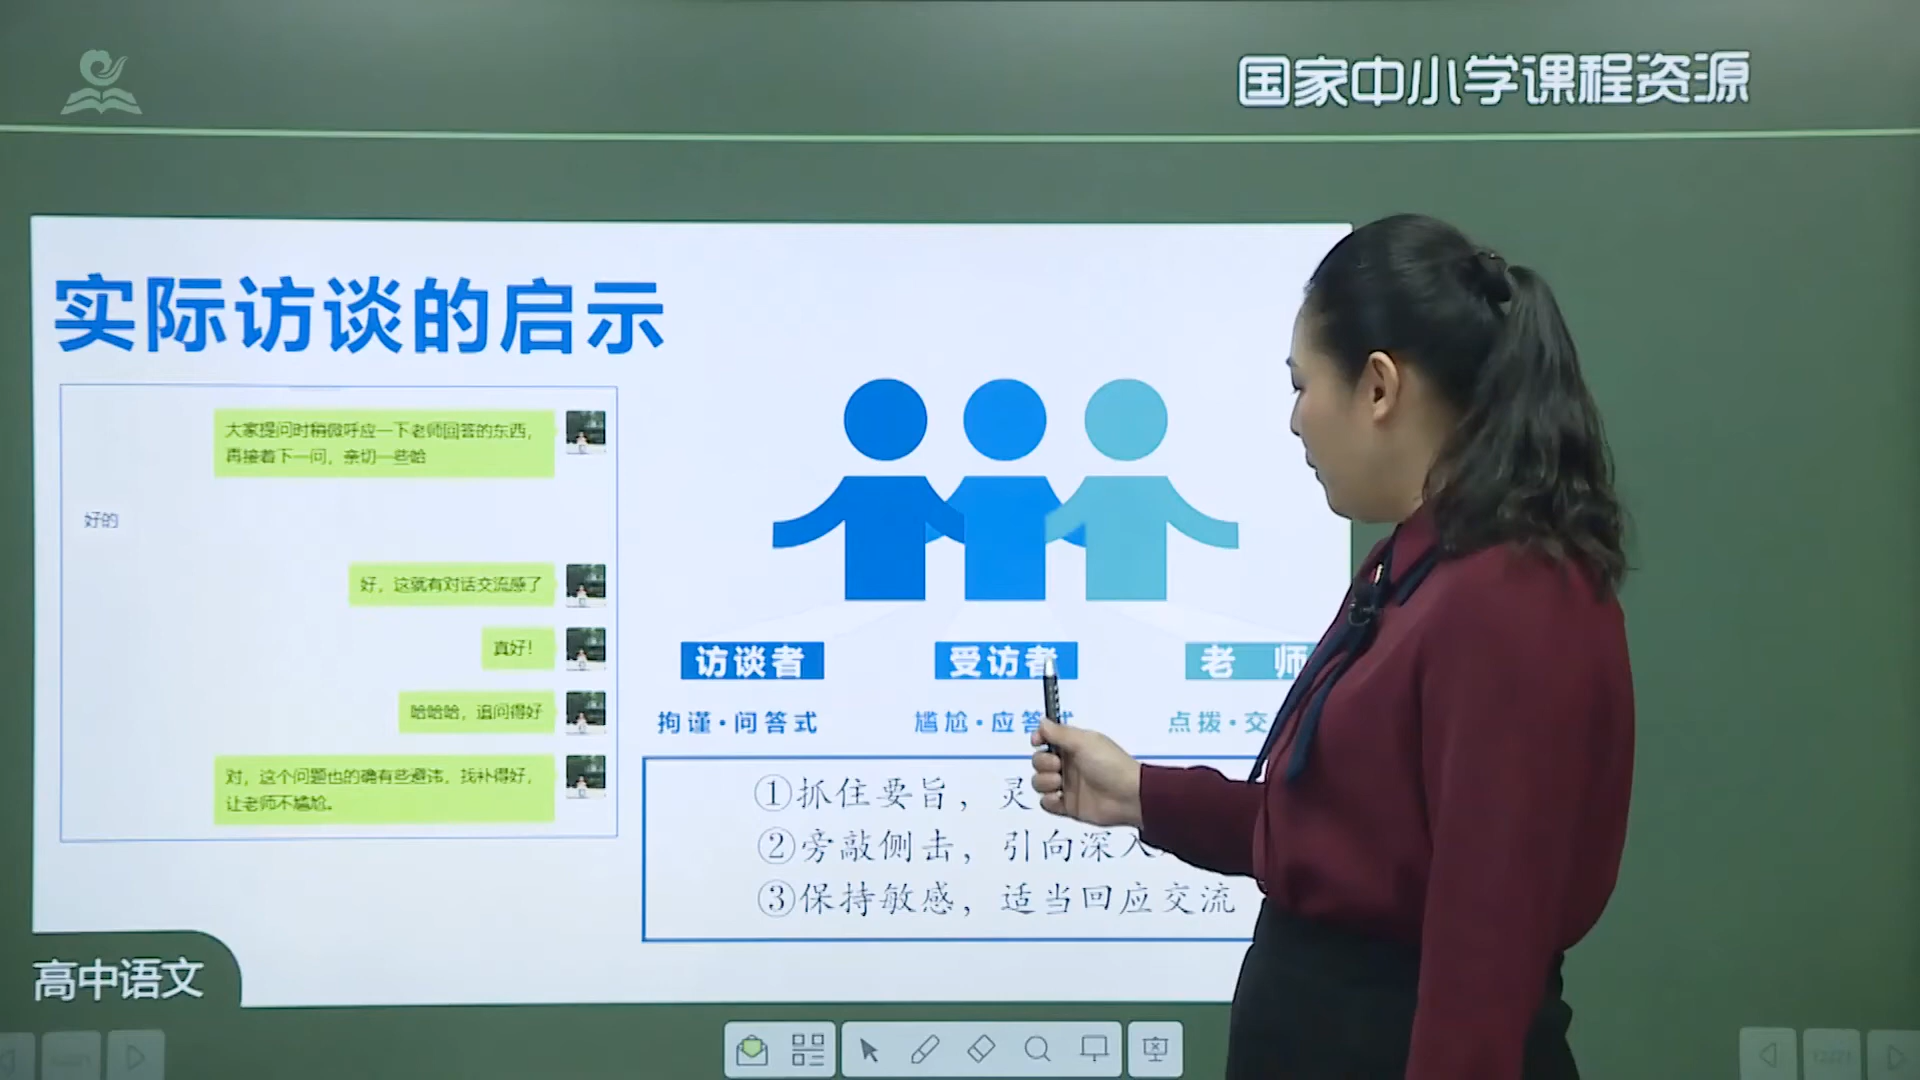 国家中小学课程资源
实际访谈的启示
大家提问时稍微呼应一下老师回答的东西，
再接着下一问，亲切一些哈
好的
好，这就有对话交流感了
真好！
哈哈哈，追问得好
对，这个问题也的确有些避讳，找补得好，
让老师不尴尬。
访谈者 受访者 老 师
拘谨·问答式 尴尬·应答式 点拨·交
①抓住要旨，灵
②旁敲侧击，引向深入
③保持敏感，适当回应交流
高中语文